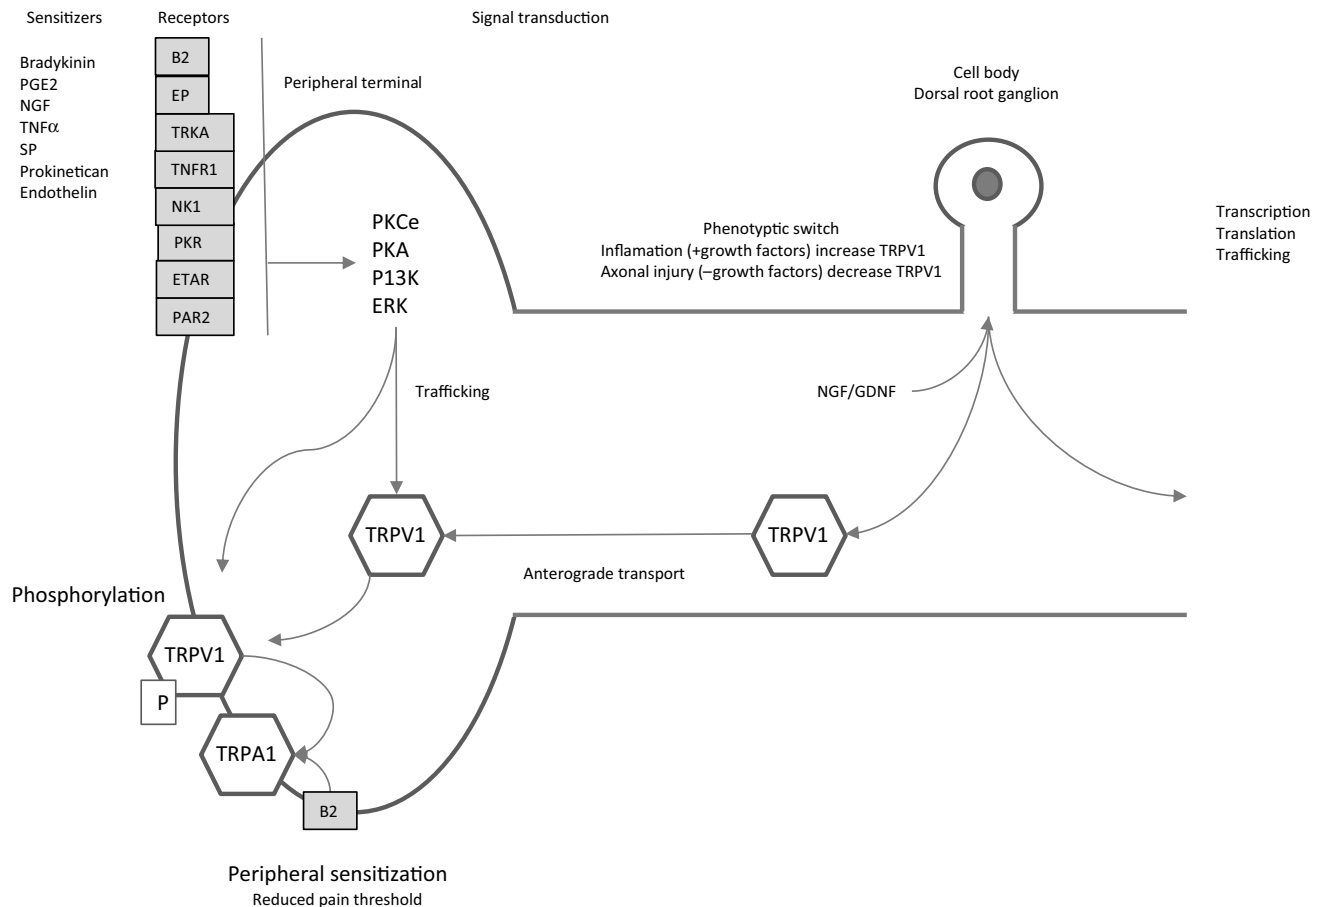 Sensitizers
Receptors
Signal transduction
Bradykinin
PGE2
NGF
TNFα
SP
Prokinetican
Endothelin
B2
EP
TRKA
TNFR1
NK1
PKR
ETAR
PAR2
Peripheral terminal
Cell body
Dorsal root ganglion
PKCe
PKA
P13K
ERK
Phenotyptic switch
Inflamation (+growth factors) increase TRPV1
Axonal injury (–growth factors) decrease TRPV1
Transcription
Translation
Trafficking
Trafficking
NGF/GDNF
TRPV1
TRPV1
Anterograde transport
Phosphorylation
TRPV1
P
TRPA1
B2
Peripheral sensitization
Reduced pain threshold